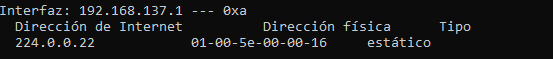 Interfaz: 192.168.137.1 --- 0xa
Dirección de Internet Dirección física Tipo
224.0.0.22 01-00-5e-00-00-16 estático